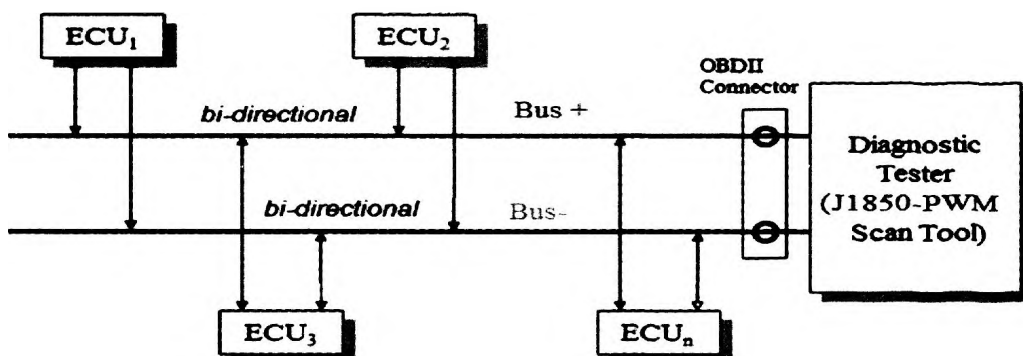 ECU1
ECU2
OBDII
Connector
bi-directional
Bus +
Diagnostic
Tester
(J1850-PWM
Scan Tool)
bi-directional
Bus-
ECU3
ECUn